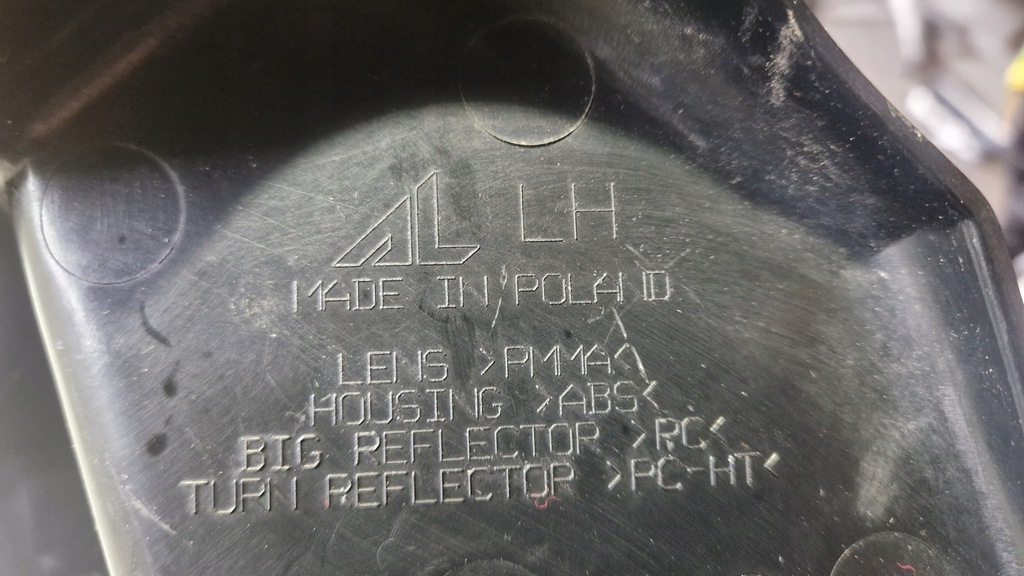 AL LH
MADE IN POLAND
LENS >PMMA<
HOUSING >ABS<
BIG REFLECTOR >PC<
TURN REFLECTOR >PC-HT<